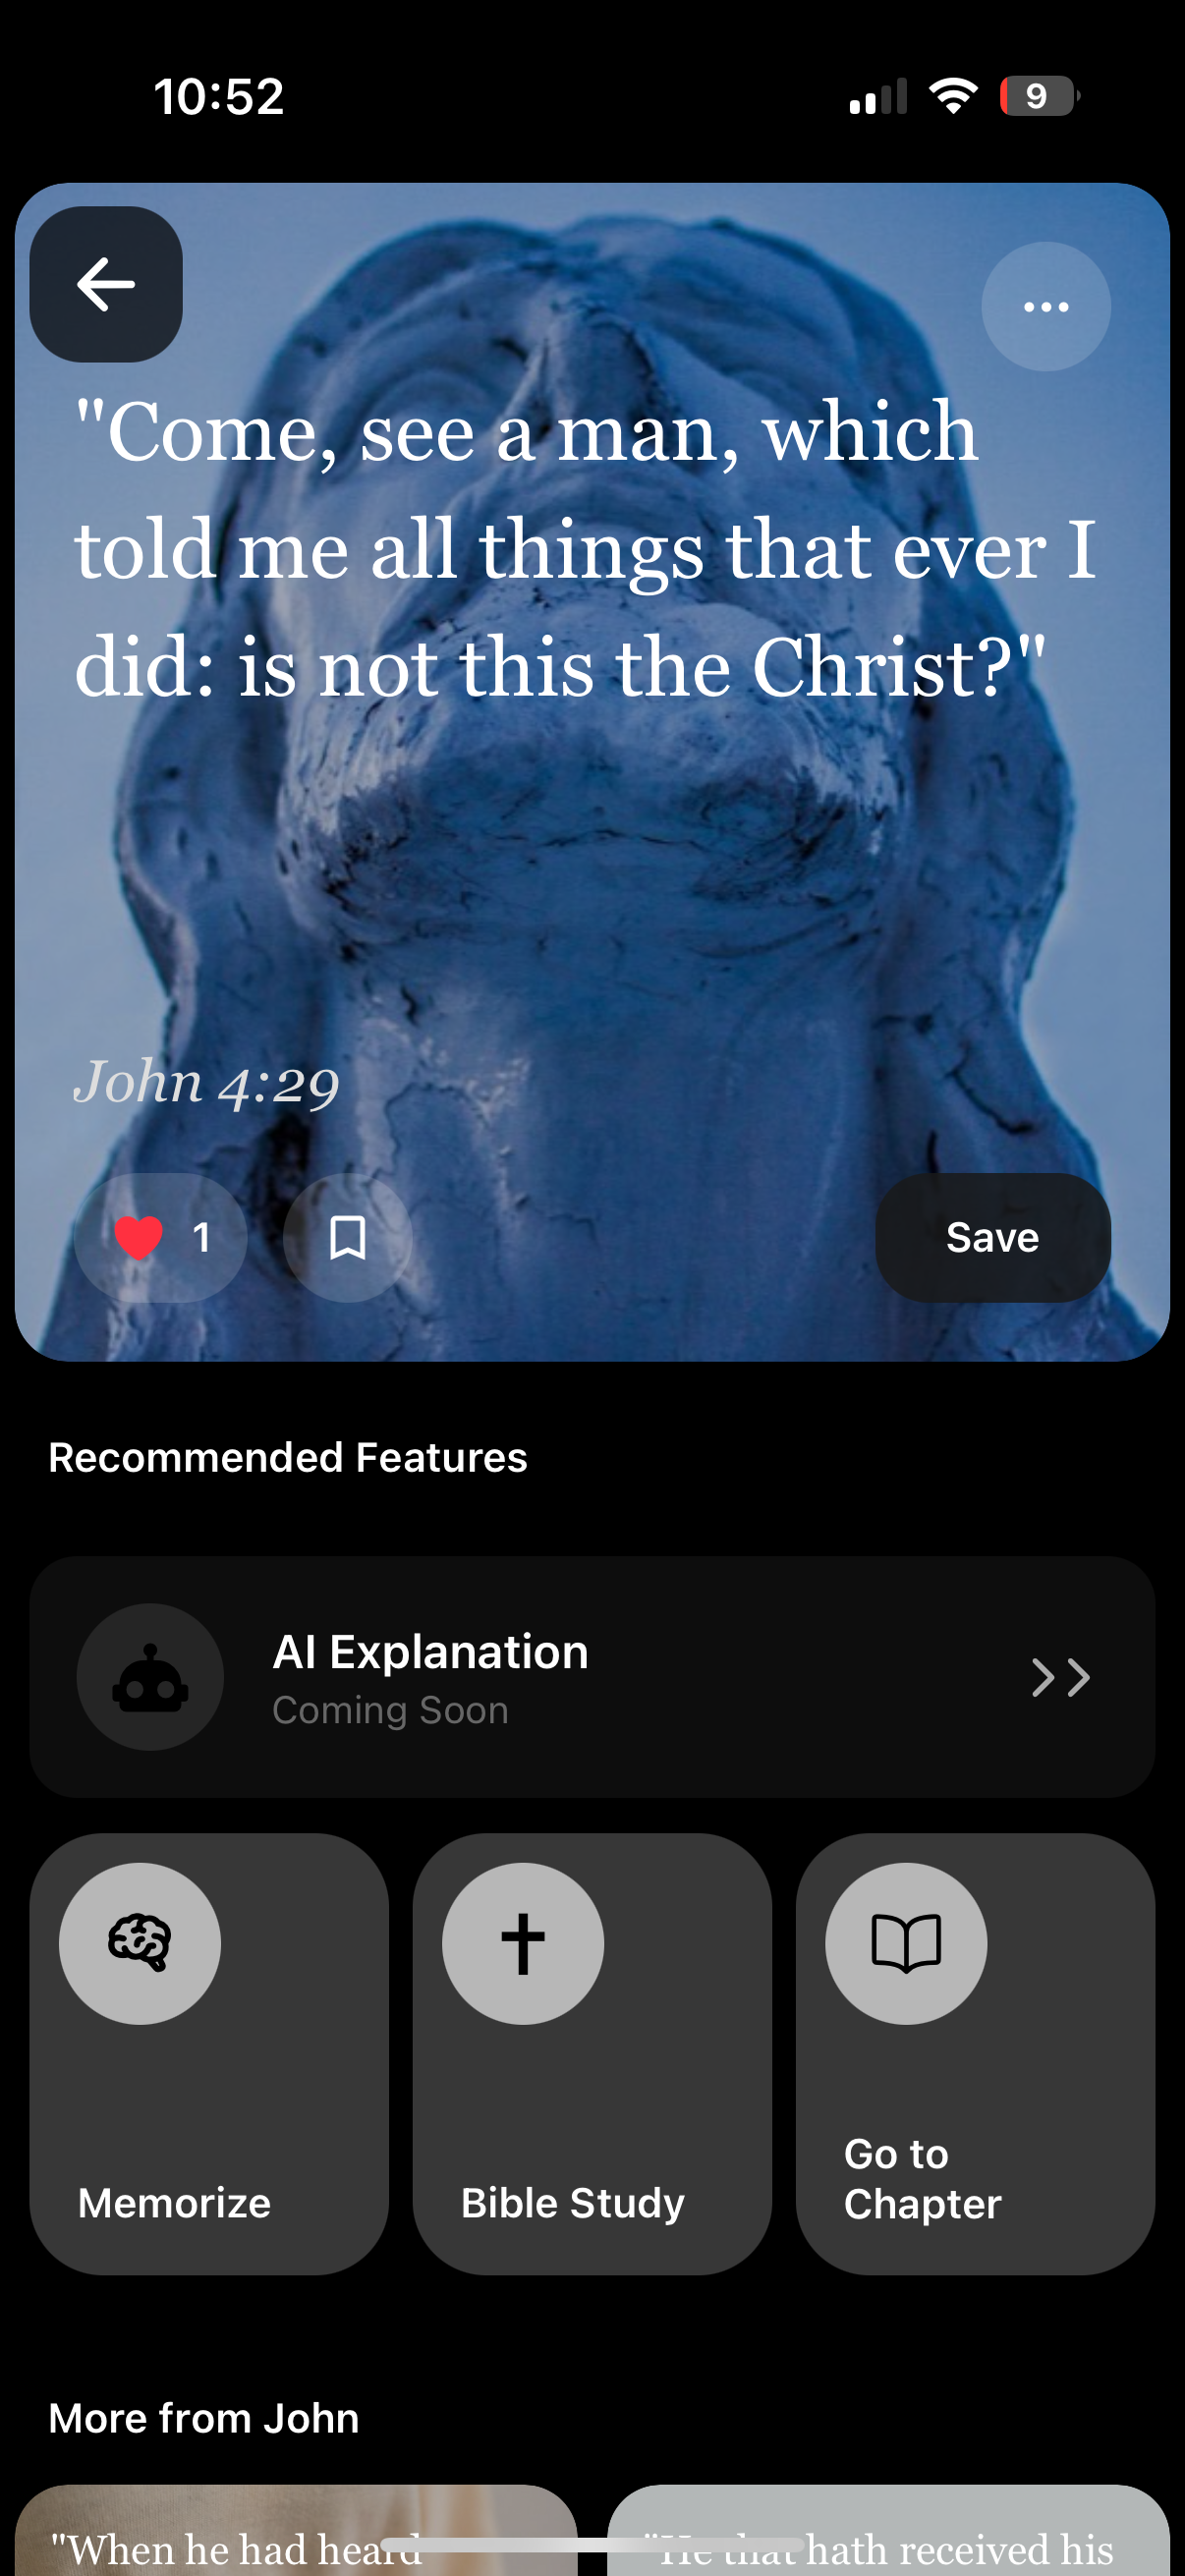 10:52
9
"Come, see a man, which
told me all things that ever I
did: is not this the Christ?"
John 4:29
1
Save
Recommended Features
AI Explanation
Coming Soon
Memorize
Bible Study
Go to
Chapter
More from John
"When he had heard
"He that hath received his